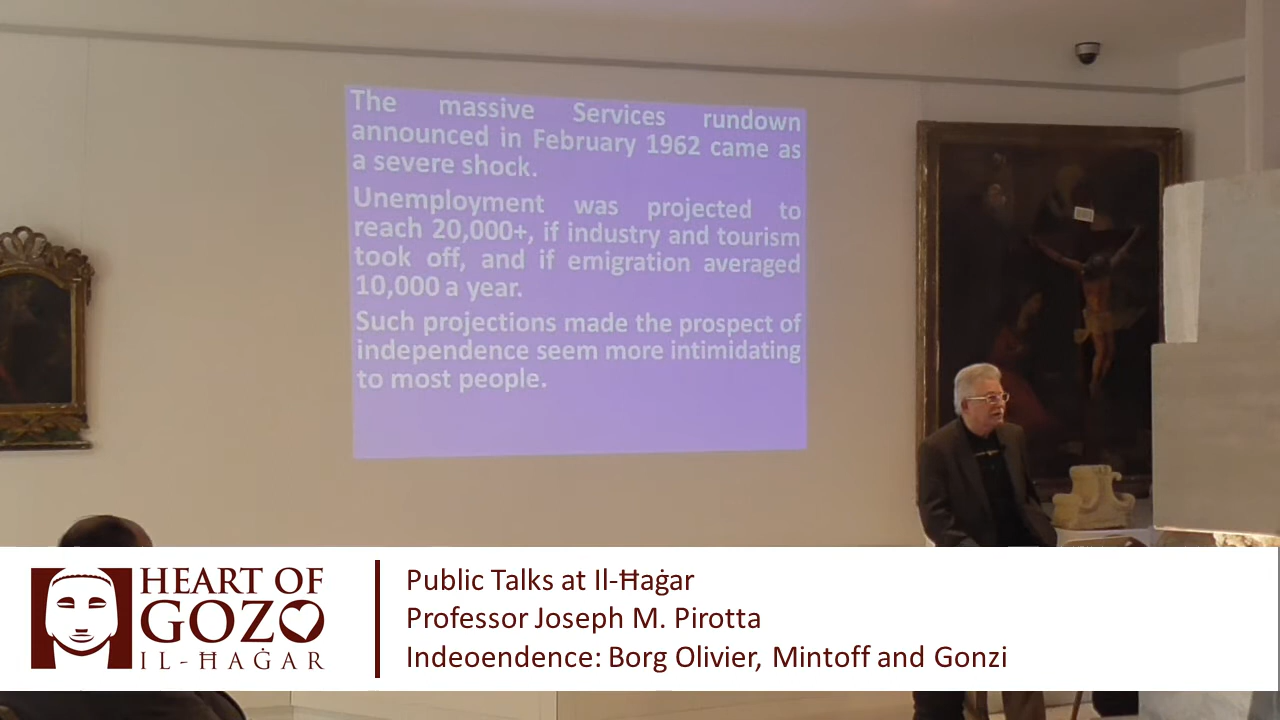 The massive Services rundown
announced in February 1962 came as
a severe shock.
Unemployment was projected to
reach 20,000+, if industry and tourism
took off, and if emigration averaged
10,000 a year.
Such projections made the prospect of
independence seem more intimidating
to most people.
HEART OF
GOZO
IL-ĦAĠAR
Public Talks at Il-Ħaġar
Professor Joseph M. Pirotta
Indeoendence: Borg Olivier, Mintoff and Gonzi